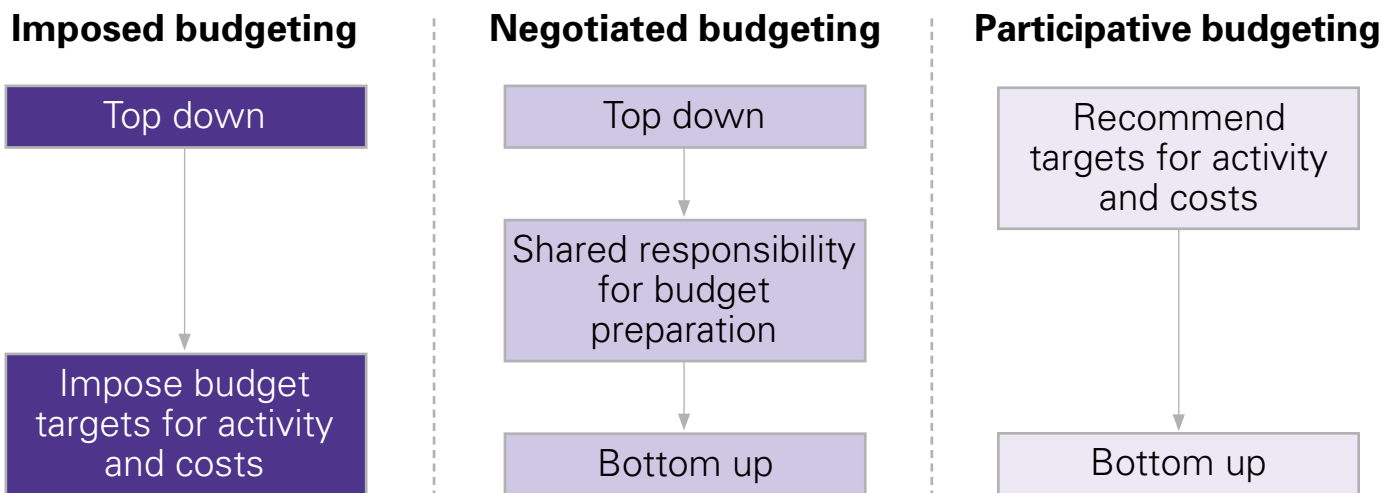 Imposed budgeting
Top down
Impose budget
targets for activity
and costs
Negotiated budgeting
Top down
Shared responsibility
for budget
preparation
Bottom up
Participative budgeting
Recommend
targets for activity
and costs
Bottom up